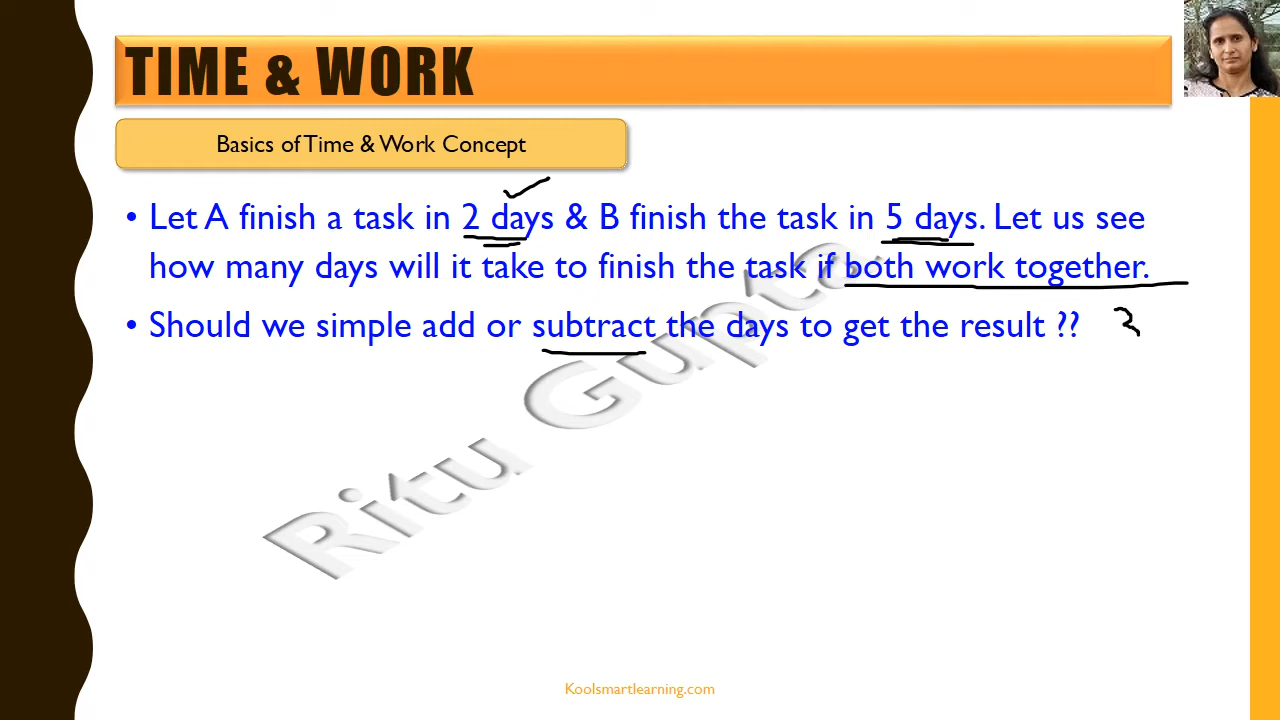 TIME & WORK
Basics of Time & Work Concept
• Let A finish a task in 2 days & B finish the task in 5 days. Let us see
how many days will it take to finish the task if both work together.
• Should we simple add or subtract the days to get the result ?? 3
Ritu Gupta
Koolsmartlearning.com